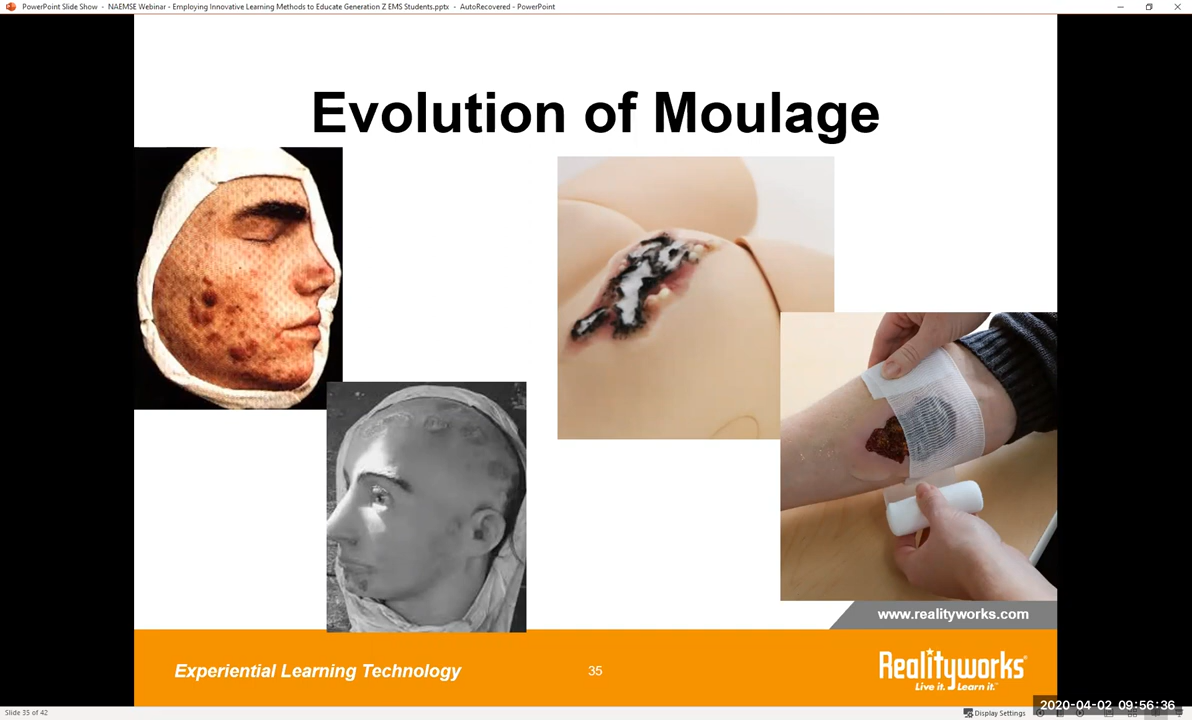 PowerPoint Slide Show - NAEMSE Webinar - Employing Innovative Learning Methods to Educate Generation Z EMS Students.pptx - AutoRecovered - PowerPoint
Evolution of Moulage
www.realityworks.com
Experiential Learning Technology
35
Realityworks®
Live it. Learn it.™
2020-04-02 09:56:36
Slide 35 of 42
Display Settings